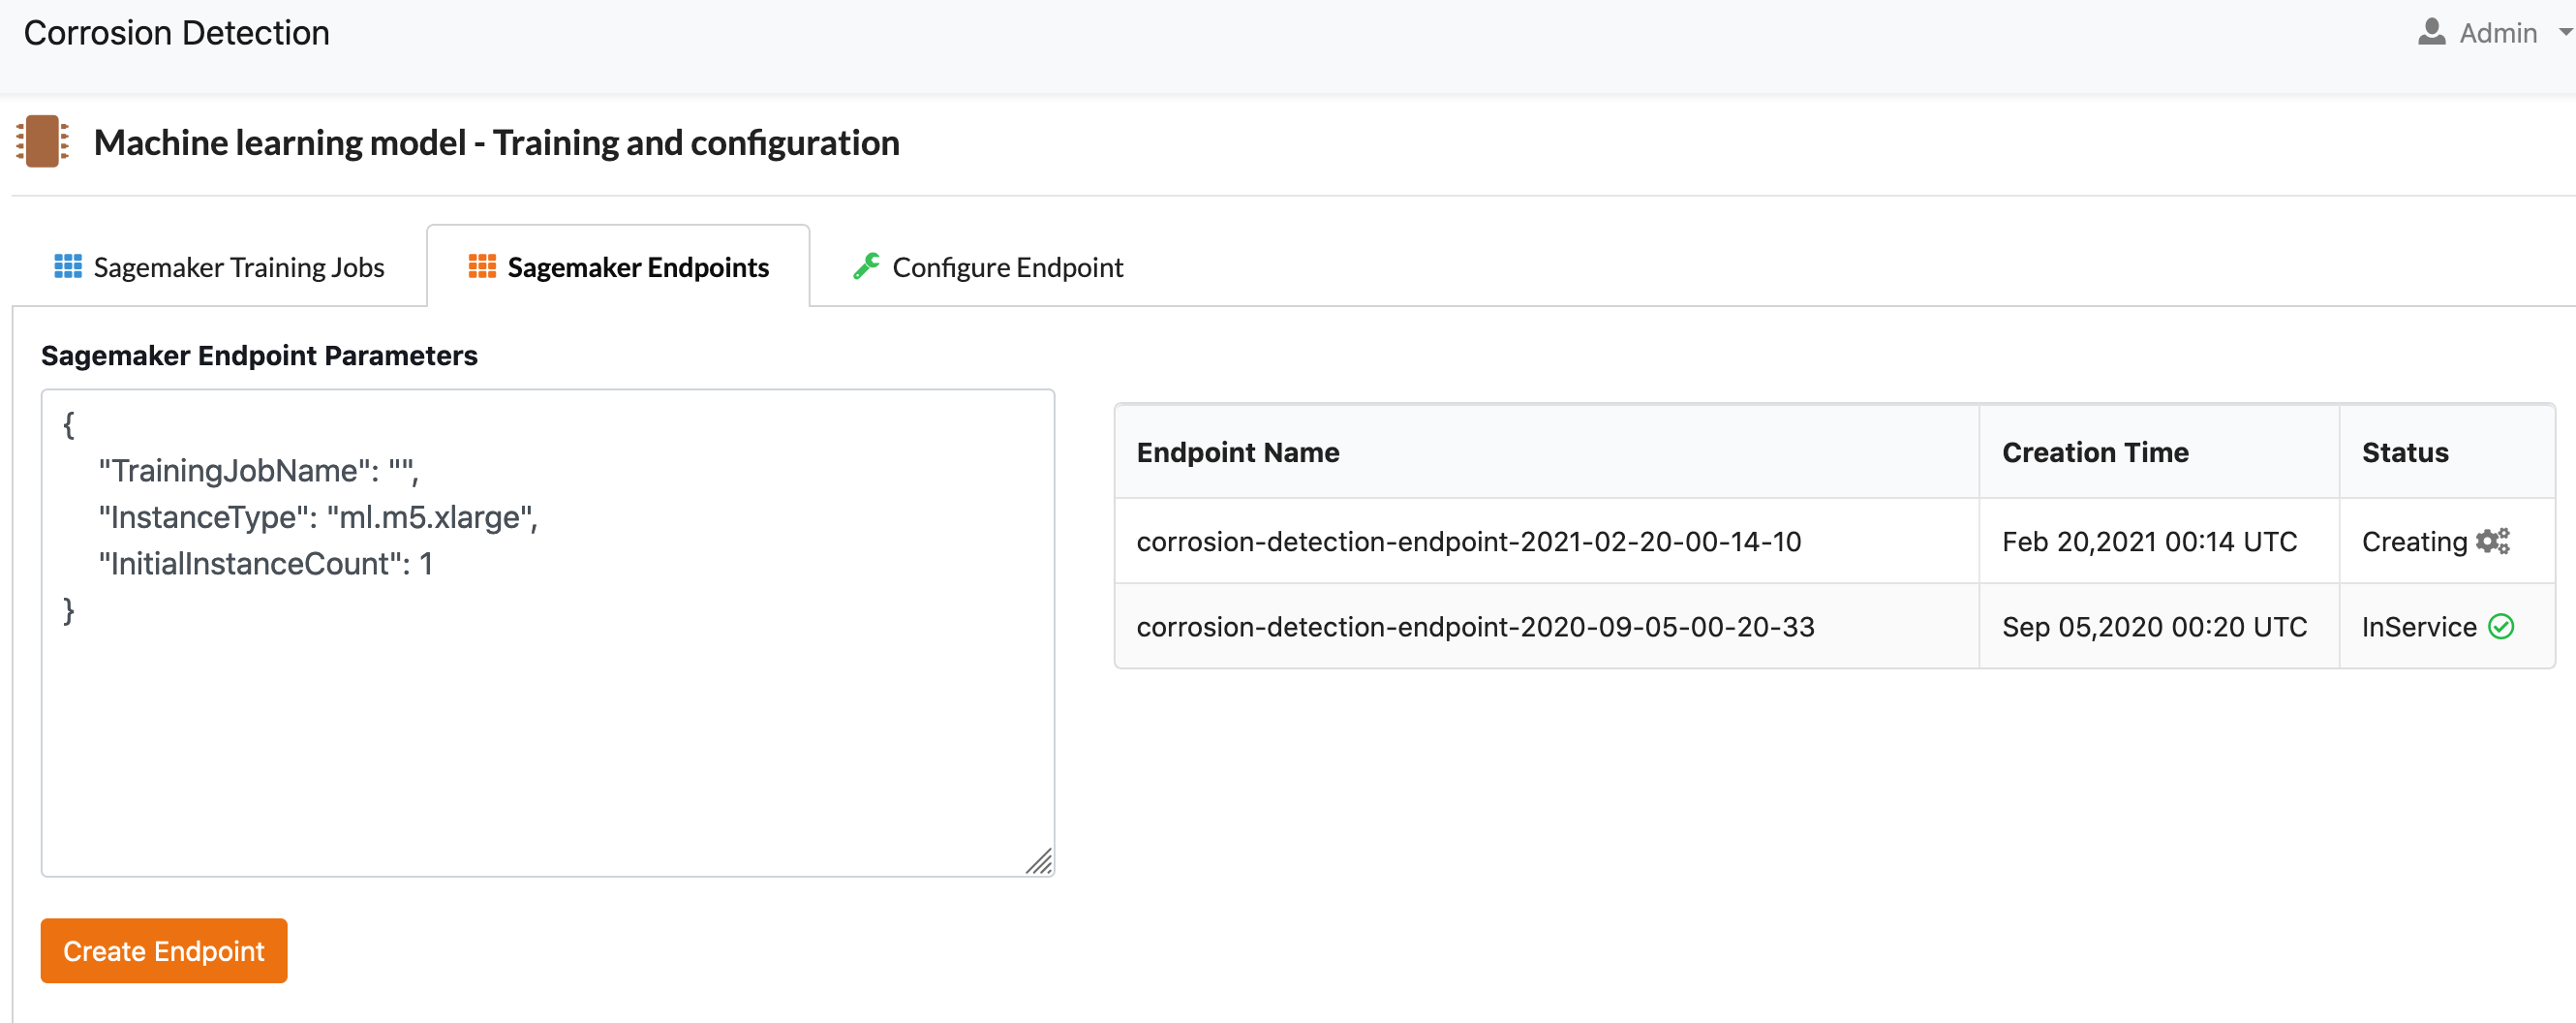 Corrosion Detection
Admin
Machine learning model - Training and configuration
Sagemaker Training Jobs
Sagemaker Endpoints
Configure Endpoint
Sagemaker Endpoint Parameters
{
"TrainingJobName": "",
"InstanceType": "ml.m5.xlarge",
"InitialInstanceCount": 1
}
Create Endpoint
Endpoint Name Creation Time Status
corrosion-detection-endpoint-2021-02-20-00-14-10 Feb 20,2021 00:14 UTC Creating
corrosion-detection-endpoint-2020-09-05-00-20-33 Sep 05,2020 00:20 UTC InService